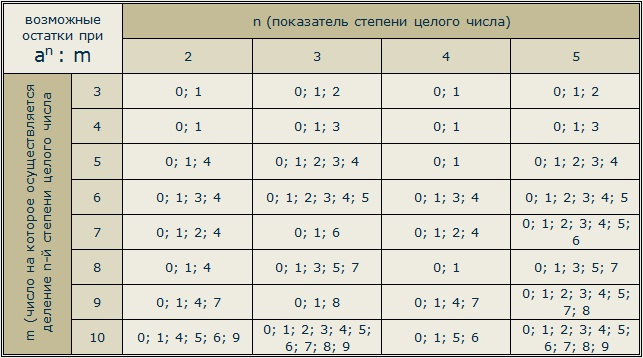 возможные
остатки при
aⁿ : m
n (показатель степени целого числа)
2 3 4 5
m (число на которое осуществляется
деление n-й степени целого числа
3 0; 1 0; 1; 2 0; 1 0; 1; 2
4 0; 1 0; 1; 3 0; 1 0; 1; 3
5 0; 1; 4 0; 1; 2; 3; 4 0; 1 0; 1; 2; 3; 4
6 0; 1; 3; 4 0; 1; 2; 3; 4; 5 0; 1; 3; 4 0; 1; 2; 3; 4; 5
7 0; 1; 2; 4 0; 1; 6 0; 1; 2; 4 0; 1; 2; 3; 4; 5;
6
8 0; 1; 4 0; 1; 3; 5; 7 0; 1 0; 1; 3; 5; 7
9 0; 1; 4; 7 0; 1; 8 0; 1; 4; 7 0; 1; 2; 3; 4; 5;
7; 8
10 0; 1; 4; 5; 6; 9 0; 1; 2; 3; 4; 5; 0; 1; 5; 6 0; 1; 2; 3; 4; 5;
6; 7; 8; 9 6; 7; 8; 9